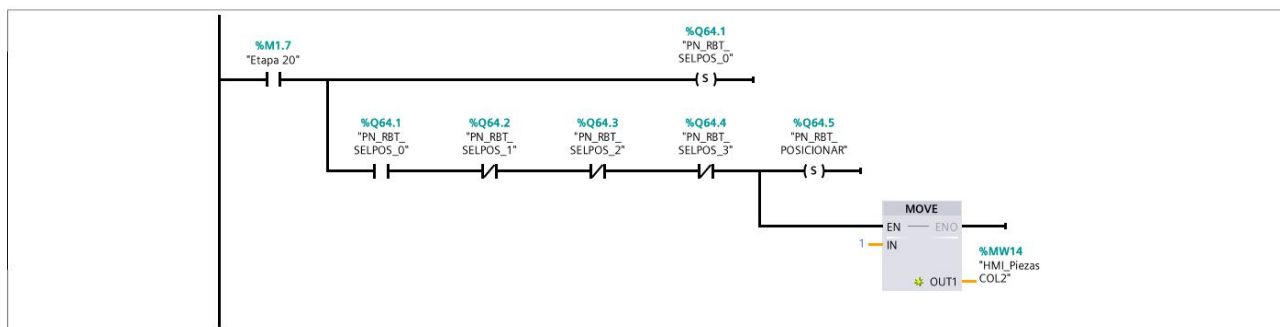 %M1.7
"Etapa 20"
%Q64.1
"PN_RBT_
SELPOS_0"
S
%Q64.1
"PN_RBT_
SELPOS_0"
%Q64.2
"PN_RBT_
SELPOS_1"
%Q64.3
"PN_RBT_
SELPOS_2"
%Q64.4
"PN_RBT_
SELPOS_3"
%Q64.5
"PN_RBT_
POSICIONAR"
S
MOVE
EN
ENO
1
IN
%MW14
"HMI_Piezas
COL2"
OUT1